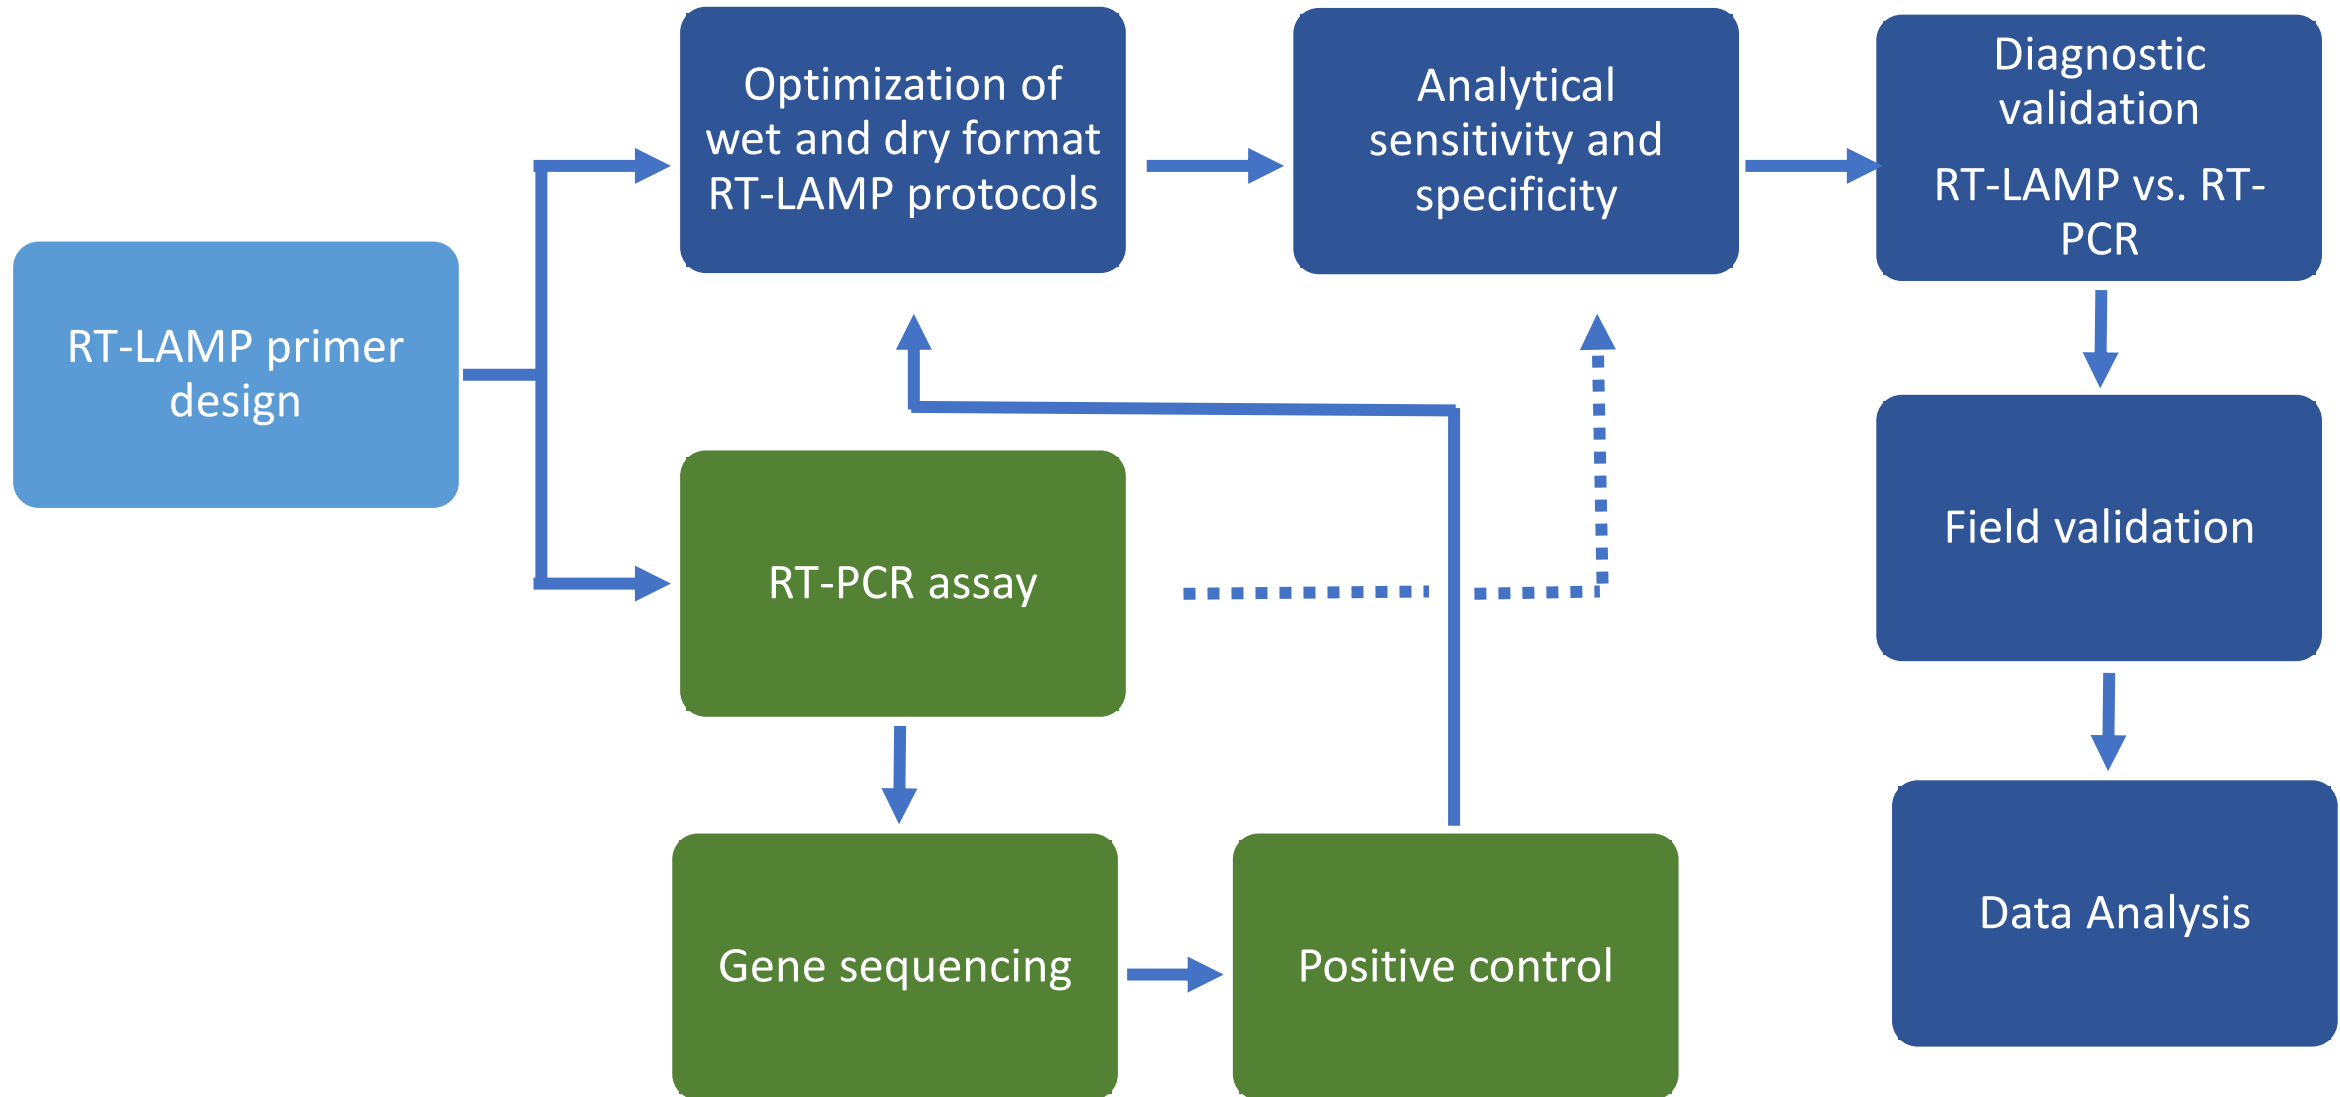 Optimization of
wet and dry format
RT-LAMP protocols
Analytical
sensitivity and
specificity
Diagnostic
validation
RT-LAMP vs. RT-
PCR
RT-LAMP primer
design
RT-PCR assay
Field validation
Gene sequencing
Positive control
Data Analysis